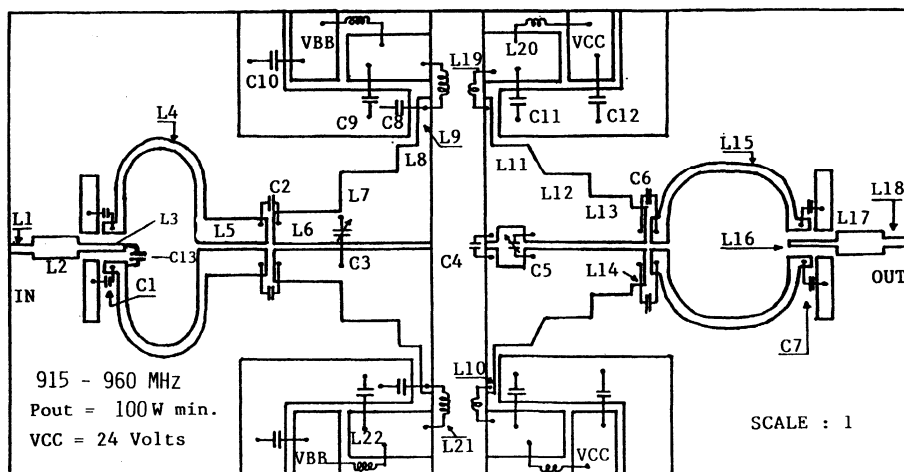 VBB
L20
VCC
L19
C10
C9
C8
C11
C12
L9
L8
L4
L11
L15
C2
L7
L12
C6
L18
L1
L3
L5
L6
L13
L17
L2
C13
C3
C4
C5
L16
L14
IN
C1
OUT
C7
915 - 960 MHz
Pout = 100 W min.
VCC = 24 Volts
L10
L22
L21
VBB
VCC
SCALE : 1